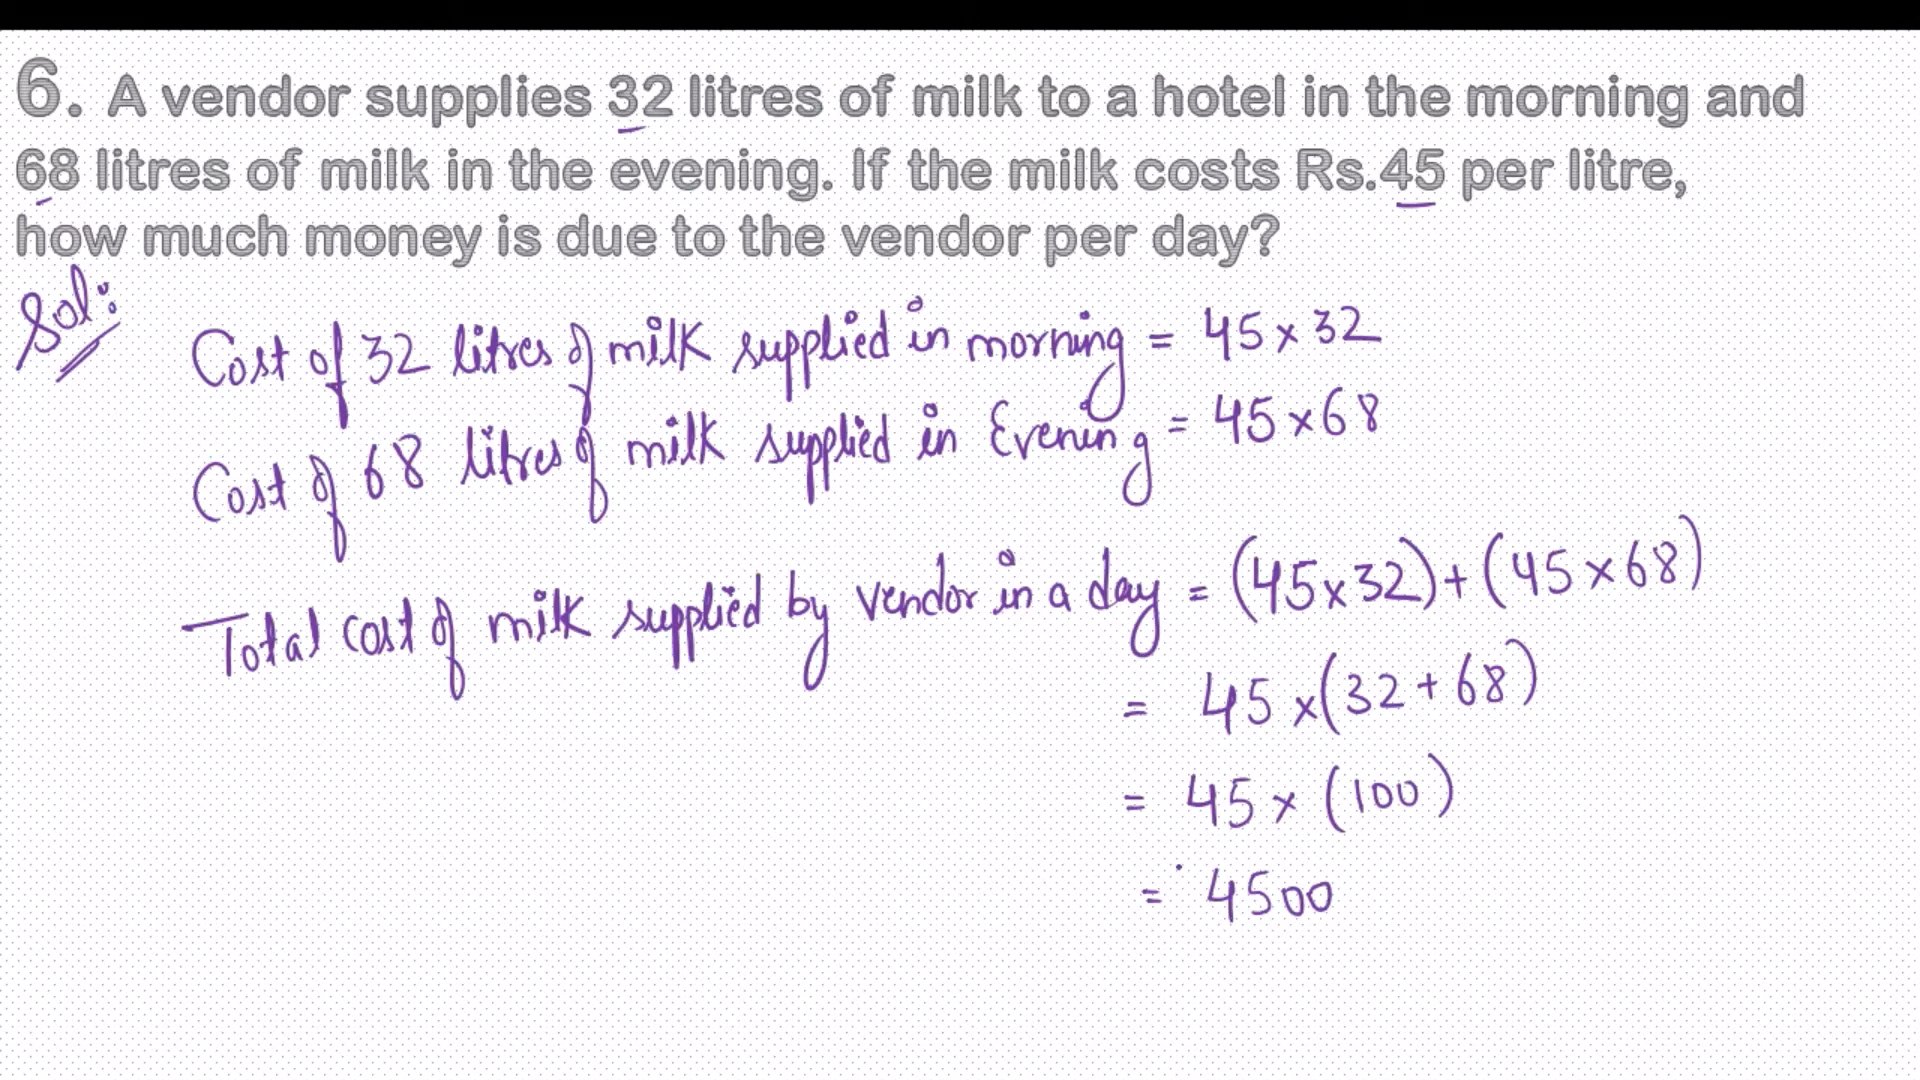 6. A vendor supplies 32 litres of milk to a hotel in the morning and
68 litres of milk in the evening. If the milk costs Rs.45 per litre,
how much money is due to the vendor per day?
Sol:
Cost of 32 litres of milk supplied in morning = 45 x 32
Cost of 68 litres of milk supplied in Evening = 45 x 68
Total cost of milk supplied by vendor in a day = (45 x 32) + (45 x 68)
= 45 x (32 + 68)
= 45 x (100)
= 4500